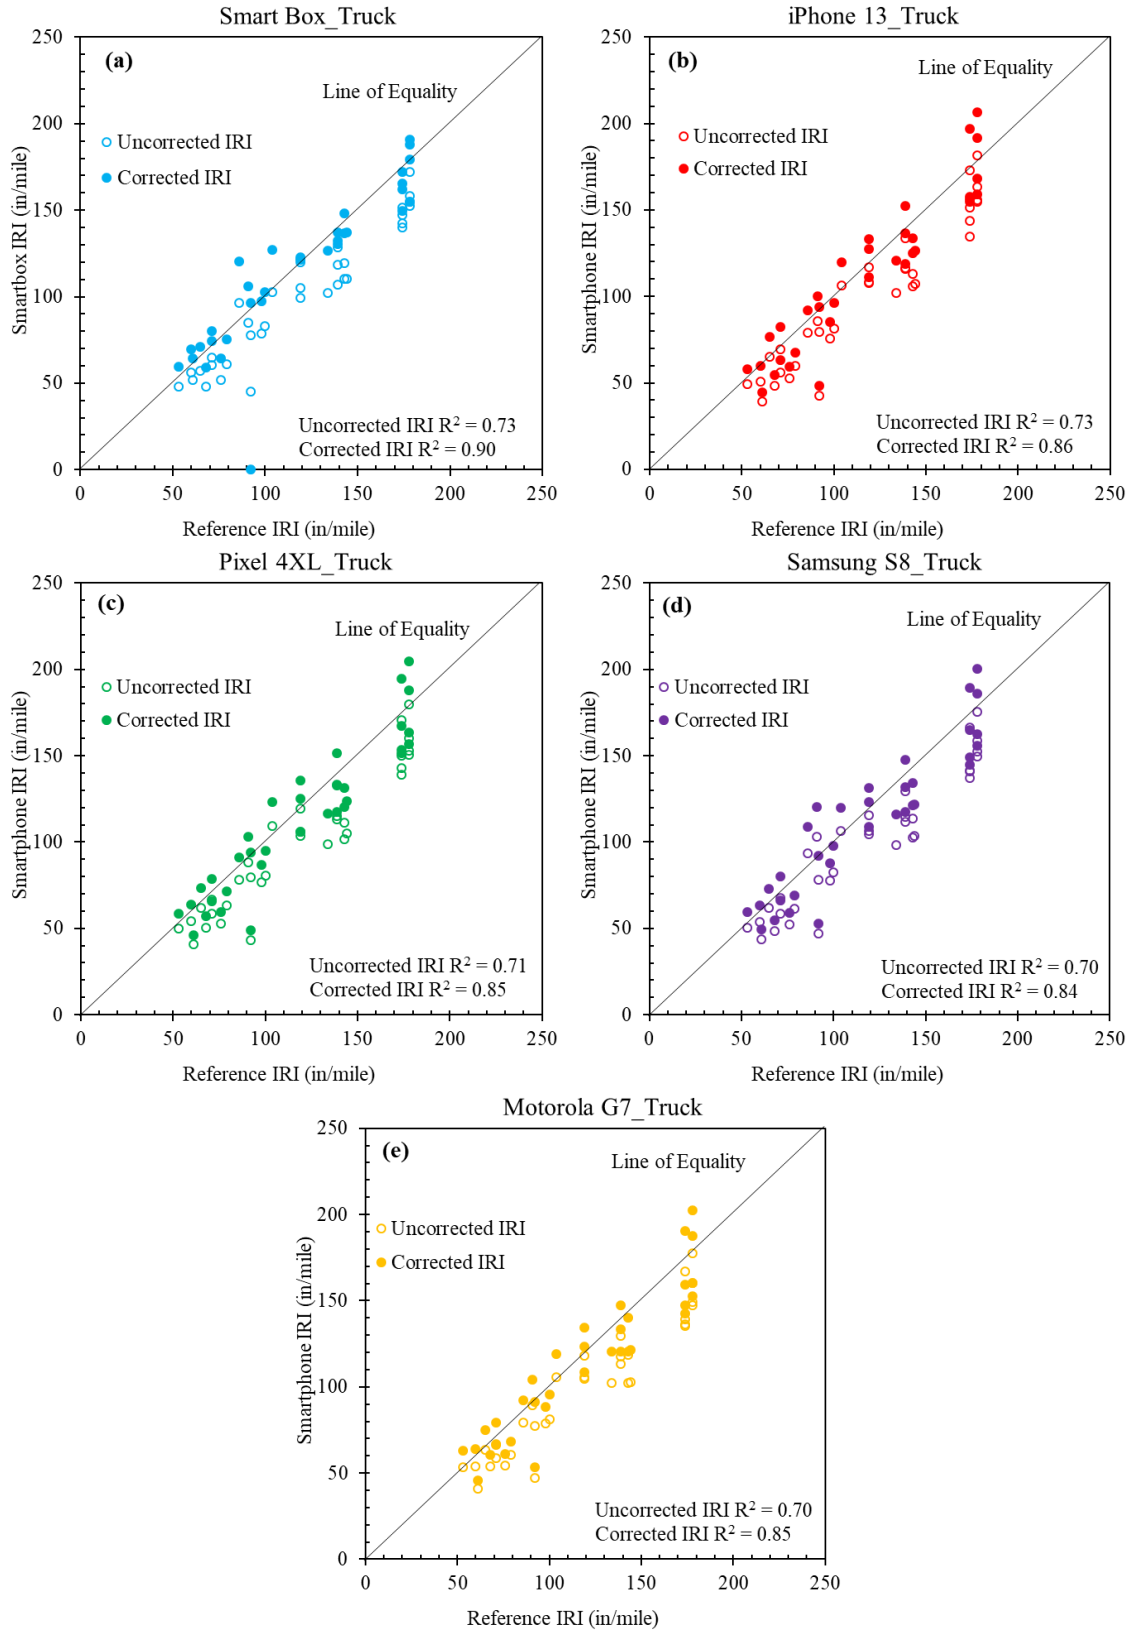 Smart Box_Truck
(a)
Line of Equality
Uncorrected IRI
Corrected IRI
Uncorrected IRI R² = 0.73
Corrected IRI R² = 0.90
Smartbox IRI (in/mile)
250
200
150
100
50
0
0 50 100 150 200 250
Reference IRI (in/mile)
iPhone 13_Truck
(b)
Line of Equality
Uncorrected IRI
Corrected IRI
Uncorrected IRI R² = 0.73
Corrected IRI R² = 0.86
Smartphone IRI (in/mile)
250
200
150
100
50
0
0 50 100 150 200 250
Reference IRI (in/mile)
Pixel 4XL_Truck
(c)
Line of Equality
Uncorrected IRI
Corrected IRI
Uncorrected IRI R² = 0.71
Corrected IRI R² = 0.85
Smartphone IRI (in/mile)
250
200
150
100
50
0
0 50 100 150 200 250
Reference IRI (in/mile)
Samsung S8_Truck
(d)
Line of Equality
Uncorrected IRI
Corrected IRI
Uncorrected IRI R² = 0.70
Corrected IRI R² = 0.84
Smartphone IRI (in/mile)
250
200
150
100
50
0
0 50 100 150 200 250
Reference IRI (in/mile)
Motorola G7_Truck
(e)
Line of Equality
Uncorrected IRI
Corrected IRI
Uncorrected IRI R² = 0.70
Corrected IRI R² = 0.85
Smartphone IRI (in/mile)
250
200
150
100
50
0
0 50 100 150 200 250
Reference IRI (in/mile)